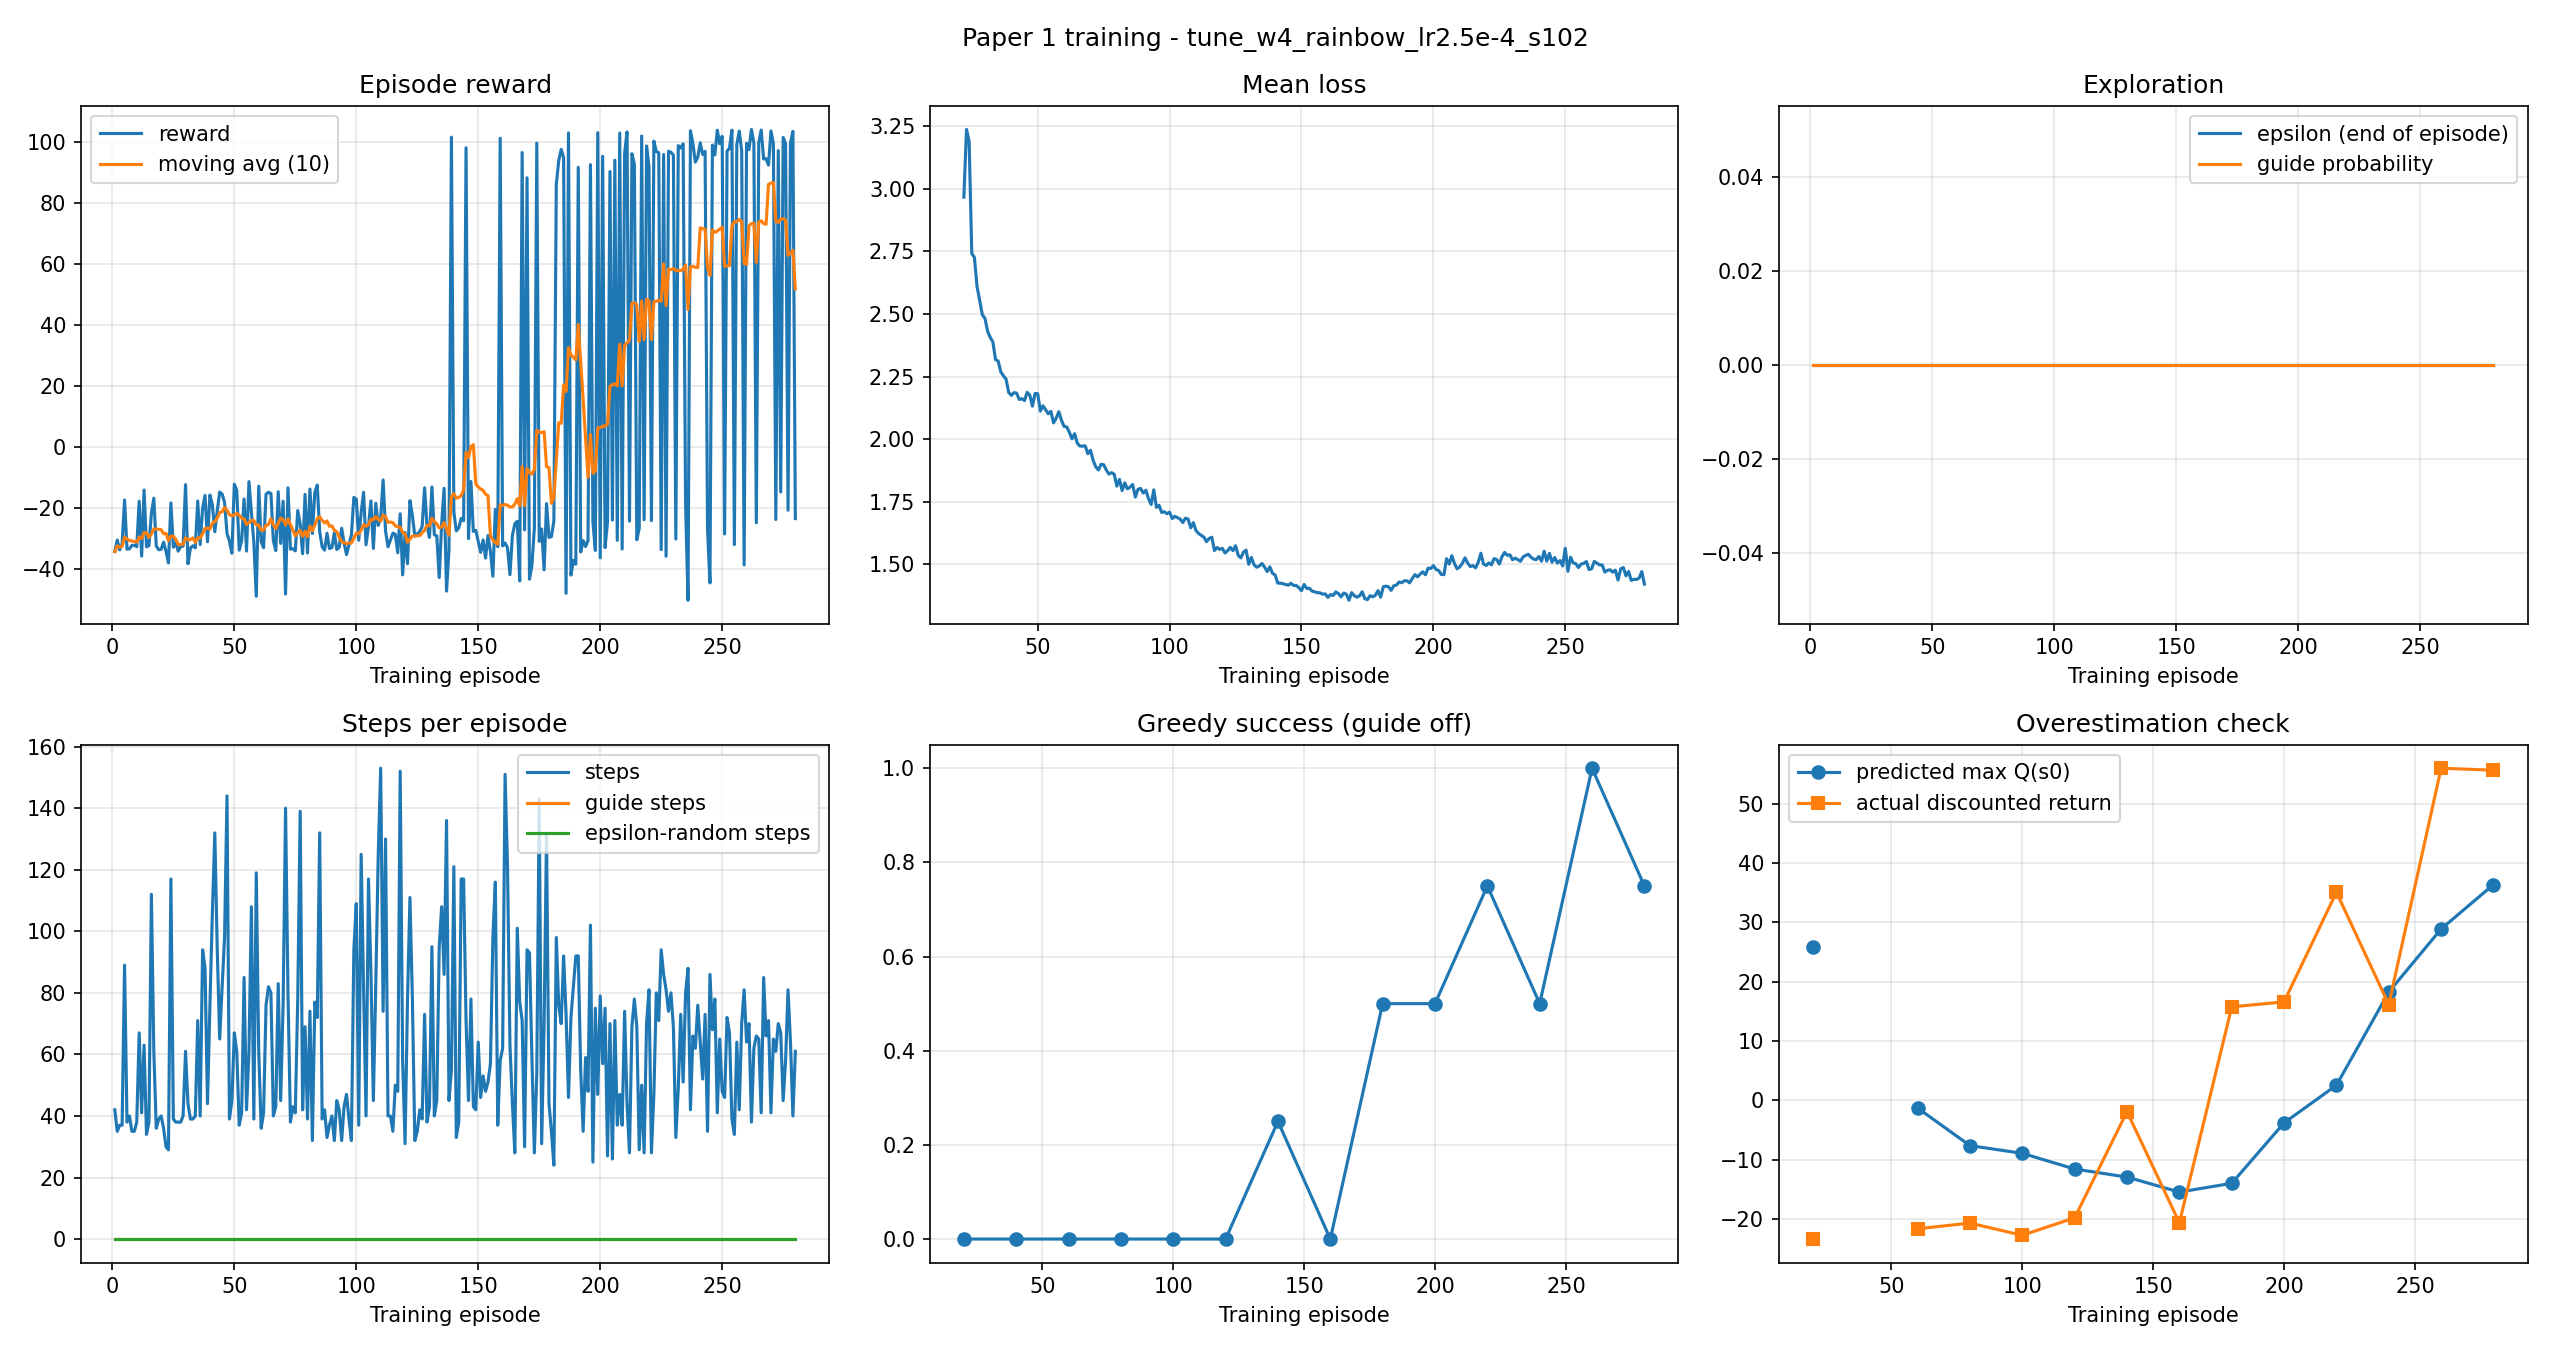 Paper 1 training - tune_w4_rainbow_lr2.5e-4_s102
Episode reward
reward
moving avg (10)
100
80
60
40
20
0
−20
−40
0 50 100 150 200 250
Training episode
Mean loss
3.25
3.00
2.75
2.50
2.25
2.00
1.75
1.50
50 100 150 200 250
Training episode
Exploration
epsilon (end of episode)
guide probability
0.04
0.02
0.00
−0.02
−0.04
0 50 100 150 200 250
Training episode
Steps per episode
steps
guide steps
epsilon-random steps
160
140
120
100
80
60
40
20
0
0 50 100 150 200 250
Training episode
Greedy success (guide off)
1.0
0.8
0.6
0.4
0.2
0.0
50 100 150 200 250
Training episode
Overestimation check
predicted max Q(s0)
actual discounted return
50
40
30
20
10
0
−10
−20
50 100 150 200 250
Training episode